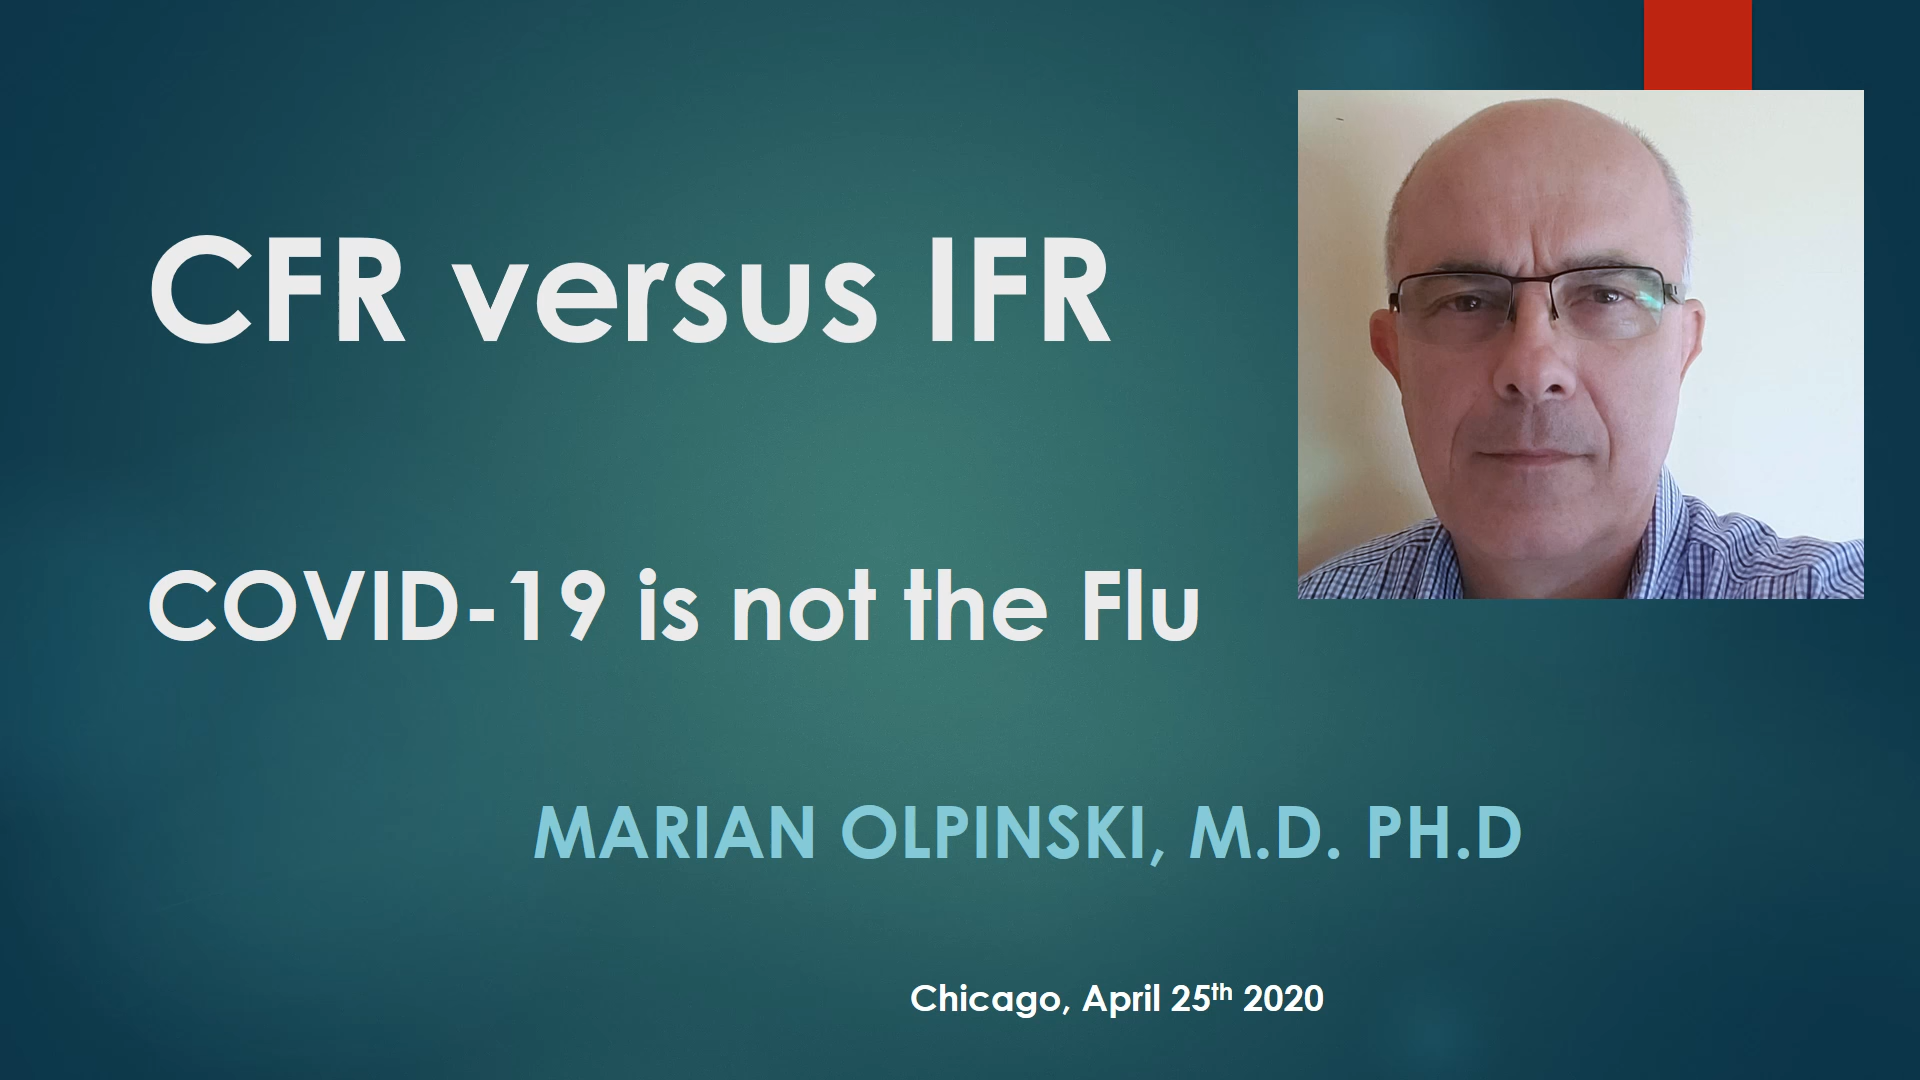 CFR versus IFR
COVID-19 is not the Flu
MARIAN OLPINSKI, M.D. PH.D
Chicago, April 25th 2020